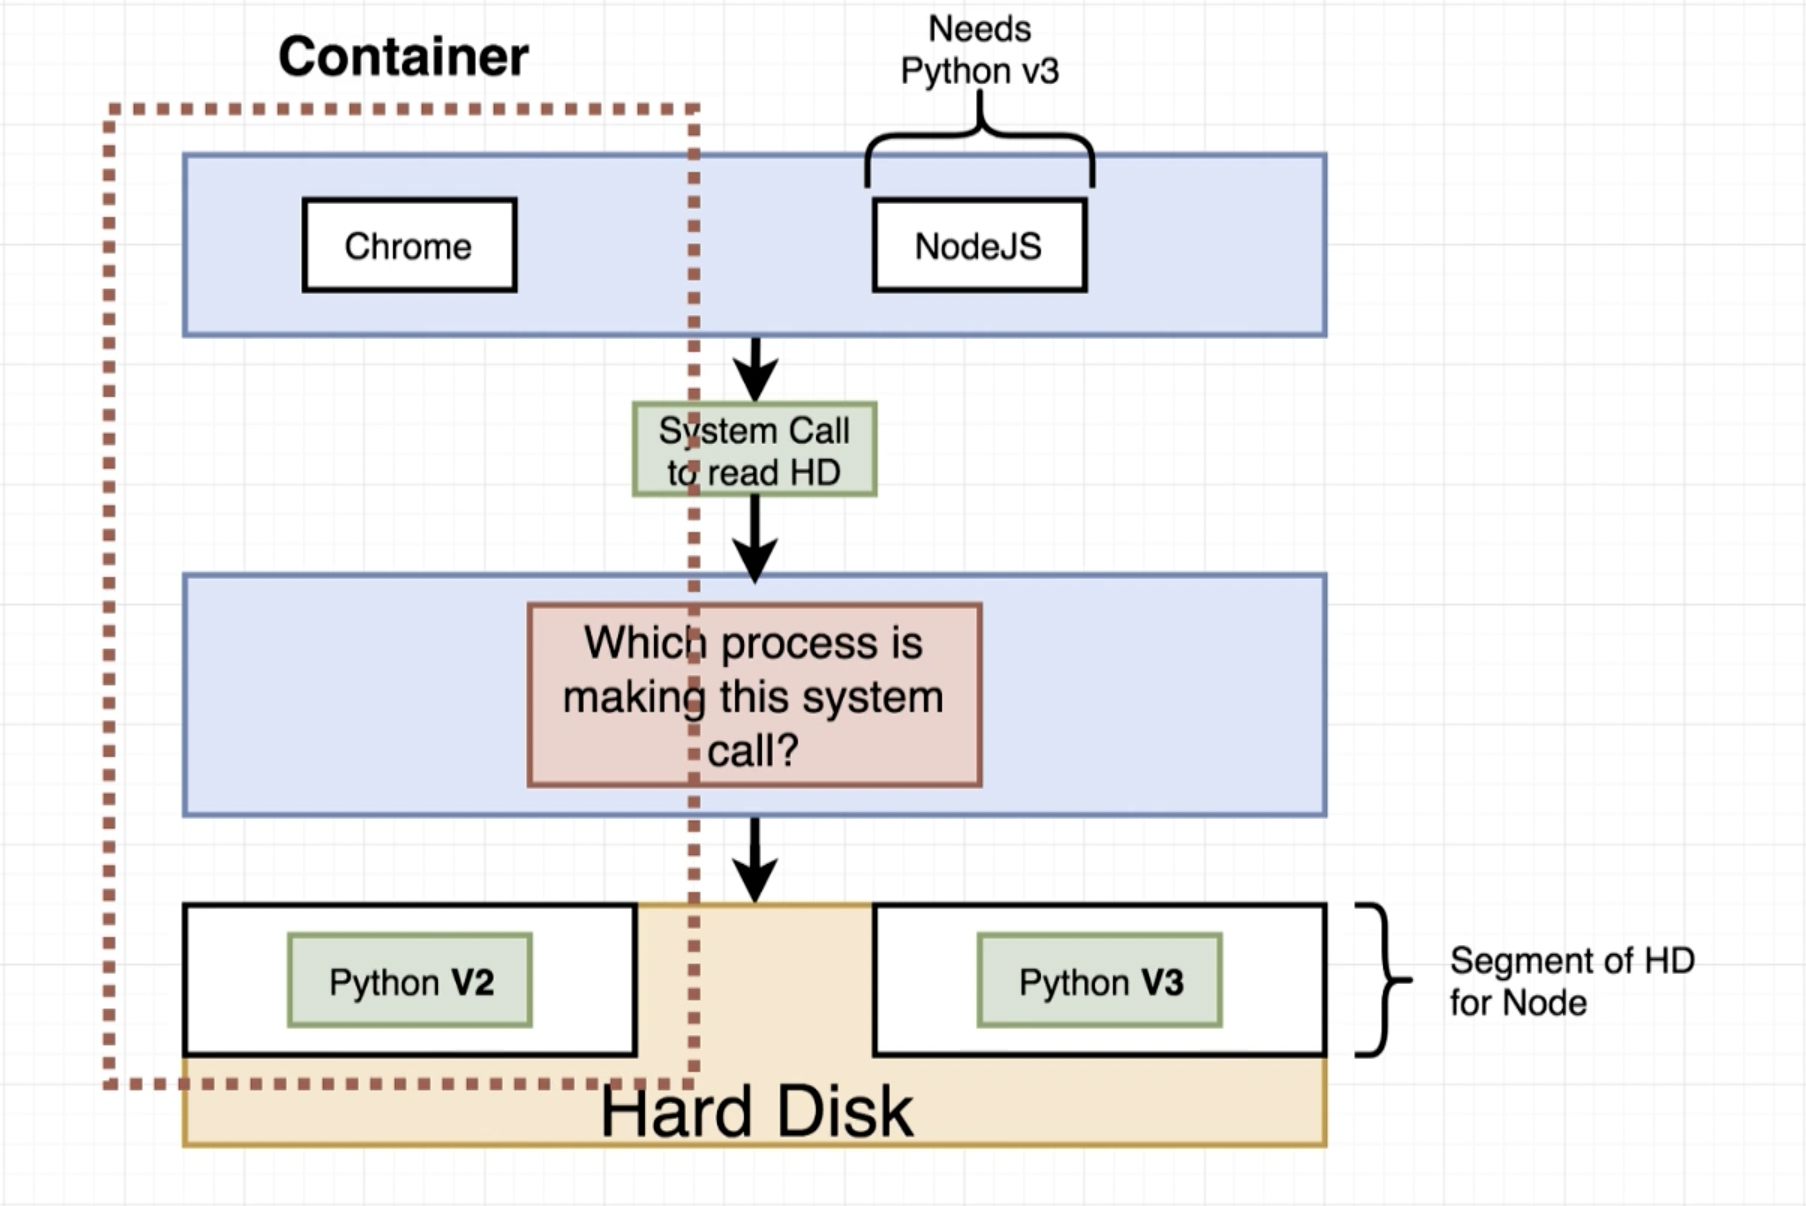 Container
Needs
Python v3
Chrome
NodeJS
System Call
to read HD
Which process is
making this system
call?
Python V2
Python V3
Segment of HD
for Node
Hard Disk